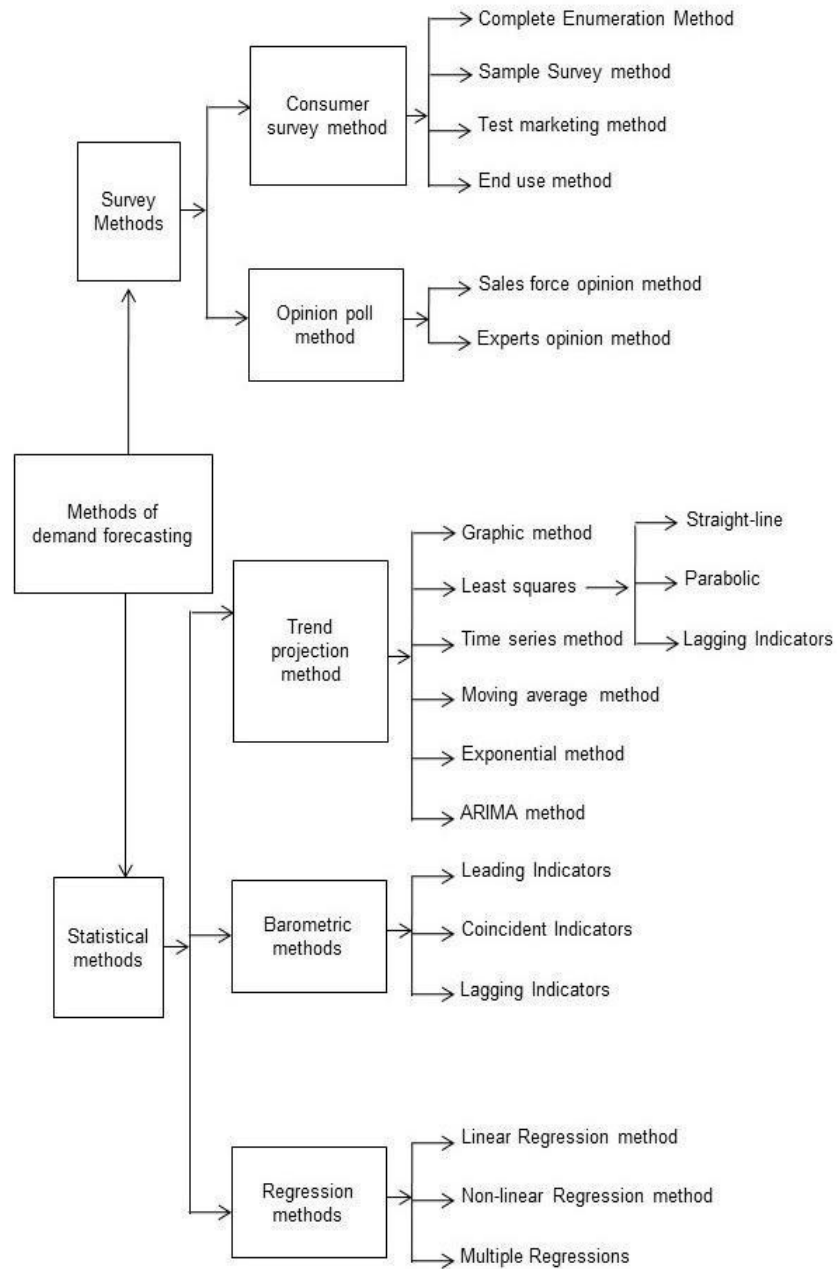 Complete Enumeration Method
Sample Survey method
Test marketing method
End use method
Consumer
survey method
Survey
Methods
Sales force opinion method
Experts opinion method
Opinion poll
method
Methods of
demand forecasting
Graphic method
Least squares
Straight-line
Parabolic
Lagging Indicators
Time series method
Moving average method
Exponential method
ARIMA method
Trend
projection
method
Leading Indicators
Coincident Indicators
Lagging Indicators
Barometric
methods
Statistical
methods
Linear Regression method
Non-linear Regression method
Multiple Regressions
Regression
methods